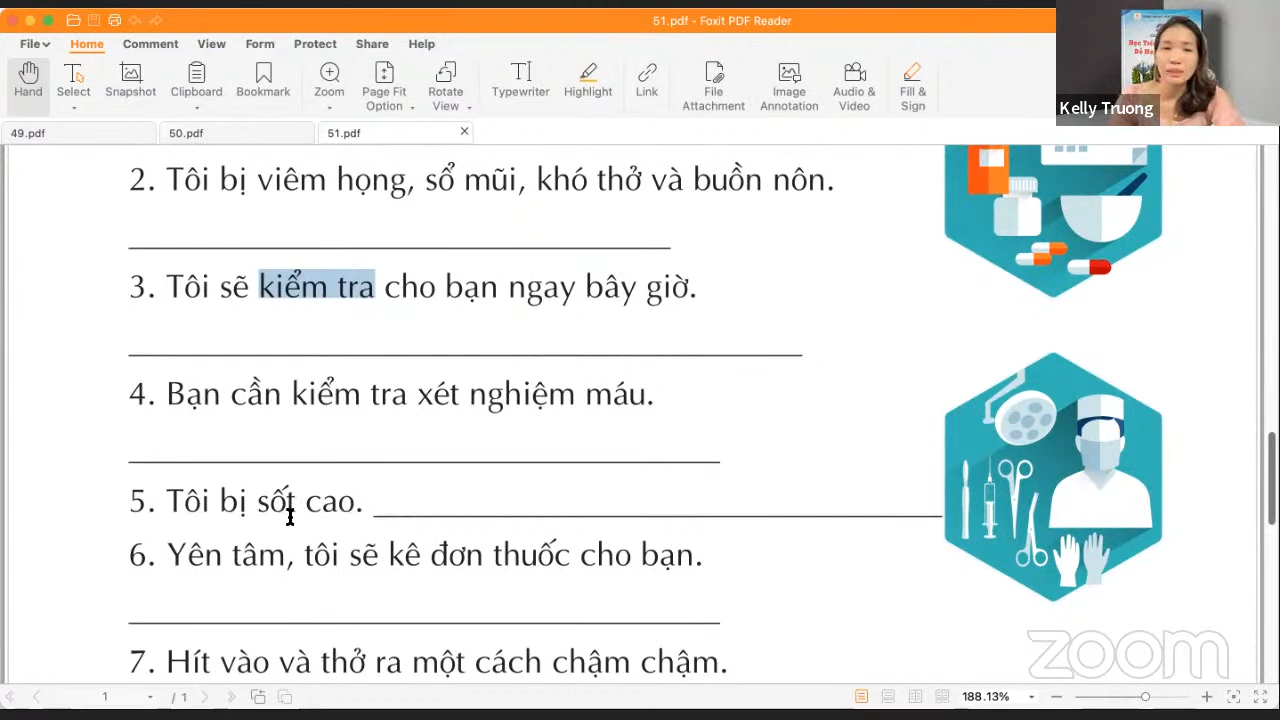 51.pdf - Foxit PDF Reader
File Home Comment View Form Protect Share Help
Hand Select Snapshot Clipboard Bookmark Zoom Page Fit Option Rotate View Typewriter Highlight Link File Attachment Image Annotation Audio & Video Fill & Sign
Kelly Truong
49.pdf 50.pdf 51.pdf
2. Tôi bị viêm họng, sổ mũi, khó thở và buồn nôn.
3. Tôi sẽ kiểm tra cho bạn ngay bây giờ.
4. Bạn cần kiểm tra xét nghiệm máu.
5. Tôi bị sốt cao.
6. Yên tâm, tôi sẽ kê đơn thuốc cho bạn.
7. Hít vào và thở ra một cách chậm chậm.
zoom
1 / 1 188.13%